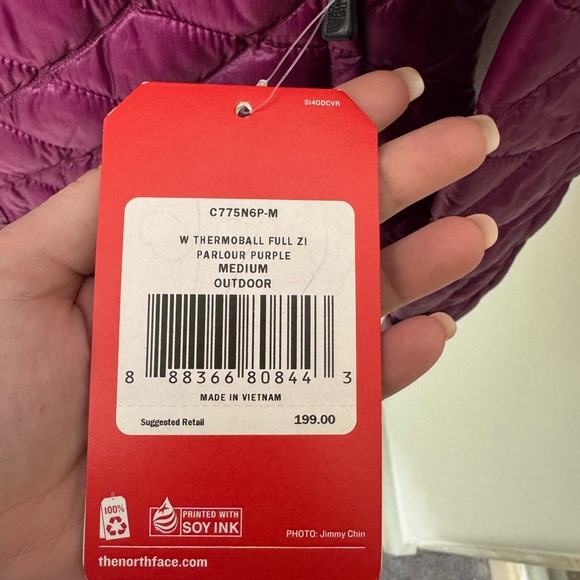 SI40DCVR
C775N6P-M
W THERMOBALL FULL ZI
PARLOUR PURPLE
MEDIUM
OUTDOOR
8 88366 80844 3
MADE IN VIETNAM
Suggested Retail 199.00
100%
PRINTED WITH
SOY INK
PHOTO: Jimmy Chin
thenorthface.com